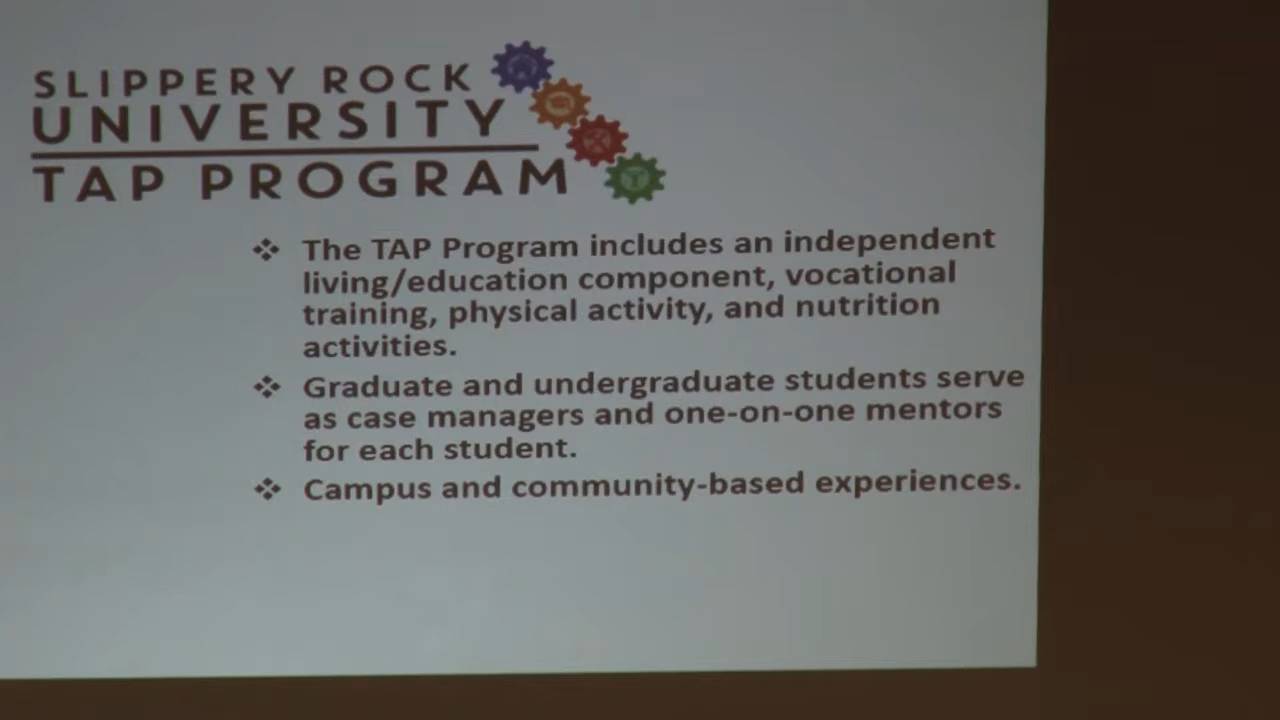 SLIPPERY ROCK
UNIVERSITY
TAP PROGRAM
❖ The TAP Program includes an independent
living/education component, vocational
training, physical activity, and nutrition
activities.
❖ Graduate and undergraduate students serve
as case managers and one-on-one mentors
for each student.
❖ Campus and community-based experiences.